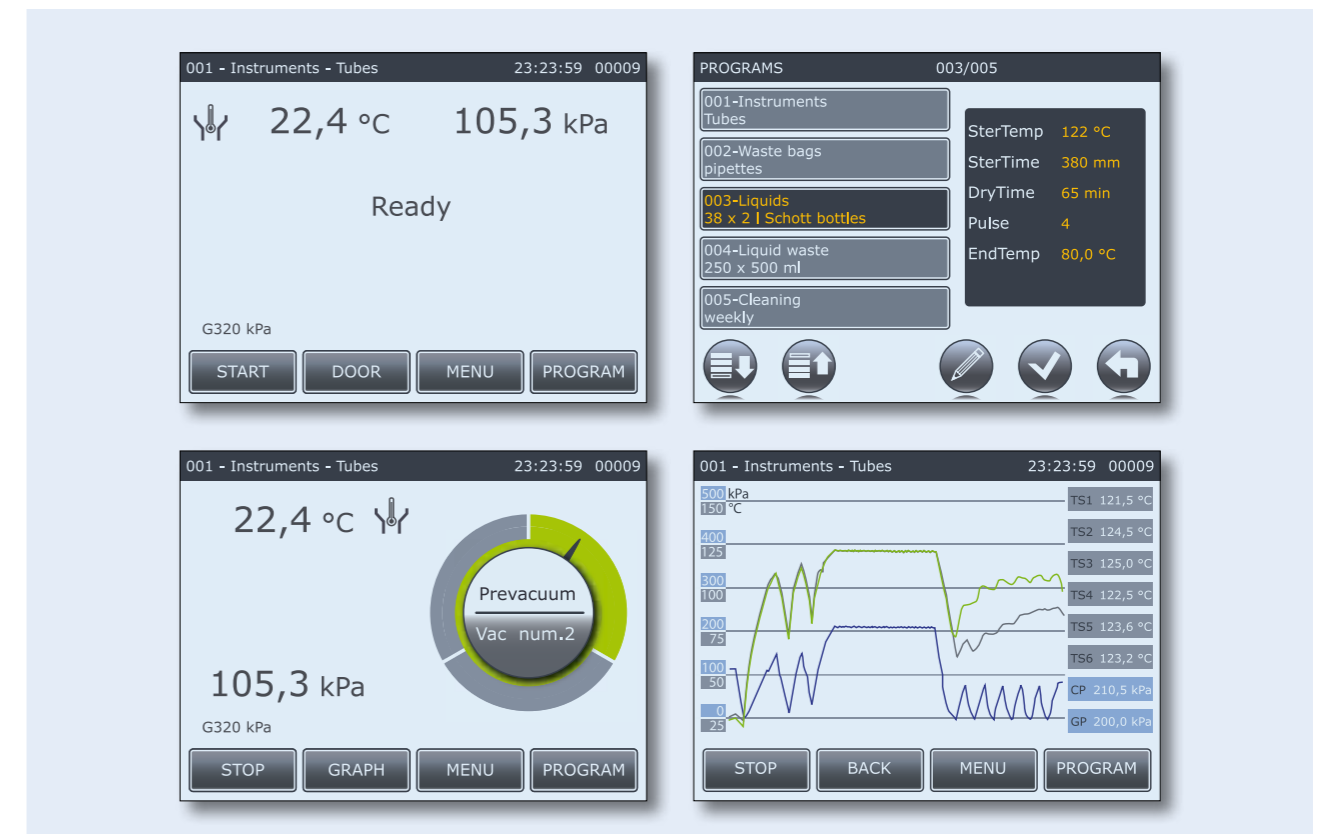 001 - Instruments - Tubes 23:23:59 00009
22,4 °C 105,3 kPa
Ready
G320 kPa
START DOOR MENU PROGRAM
PROGRAMS 003/005
001-Instruments
Tubes
002-Waste bags
pipettes
003-Liquids
38 x 2 l Schott bottles
004-Liquid waste
250 x 500 ml
005-Cleaning
weekly
SterTemp 122 °C
SterTime 380 mm
DryTime 65 min
Pulse 4
EndTemp 80,0 °C
001 - Instruments - Tubes 23:23:59 00009
22,4 °C
Prevacuum
Vac num.2
105,3 kPa
G320 kPa
STOP GRAPH MENU PROGRAM
001 - Instruments - Tubes 23:23:59 00009
500 kPa
150 °C
400
125
300
100
200
75
100
50
0
25
TS1 121,5 °C
TS2 124,5 °C
TS3 125,0 °C
TS4 122,5 °C
TS5 123,6 °C
TS6 123,2 °C
CP 210,5 kPa
GP 200,0 kPa
STOP BACK MENU PROGRAM